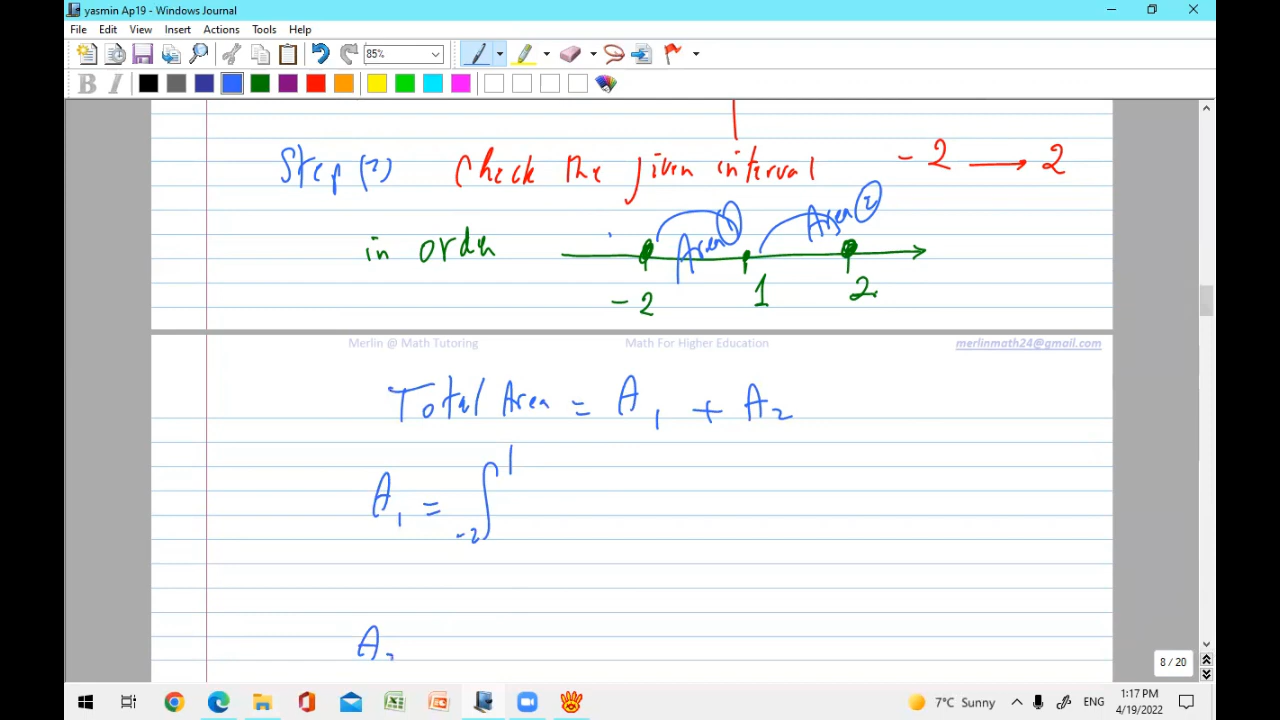 yasmin Ap19 - Windows Journal
File Edit View Insert Actions Tools Help
85%
Step (2) Check the given interval -2 → 2
in order Area 1 Area 2
-2 1 2
Merlin @ Math Tutoring Math For Higher Education merlinmath24@gmail.com
Total Area = A₁ + A₂
A₁ = ∫ -2 1
A₂
8 / 20
7°C Sunny ENG 1:17 PM
4/19/2022